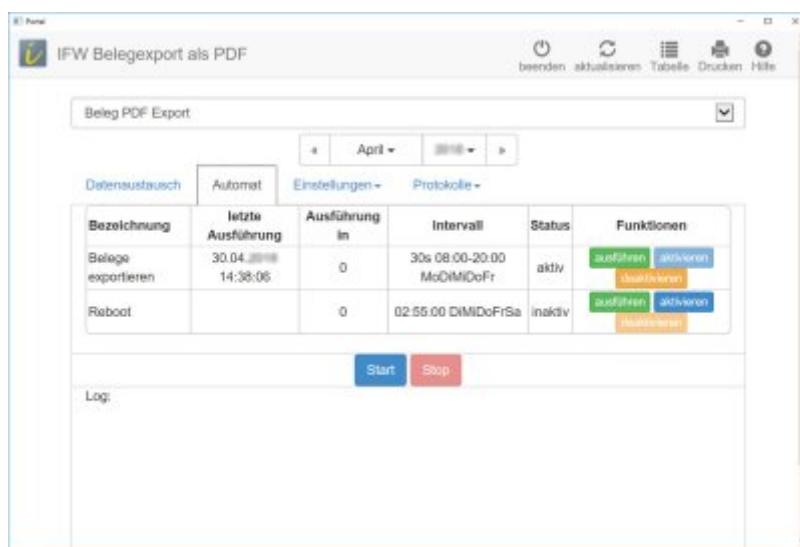 Portal
IFW Belegexport als PDF
beenden aktualisieren Tabelle Drucken Hilfe
Beleg PDF Export
« April »
Datenaustausch Automat Einstellungen Protokolle
Bezeichnung letzte Ausführung Ausführung in Intervall Status Funktionen
Belege exportieren 30.04. 14:38:06 0 30s 08:00-20:00 MoDiMiDoFr aktiv ausführen aktivieren deaktivieren
Reboot 0 02:55:00 DiMiDoFrSa inaktiv ausführen aktivieren deaktivieren
Start Stop
Log: